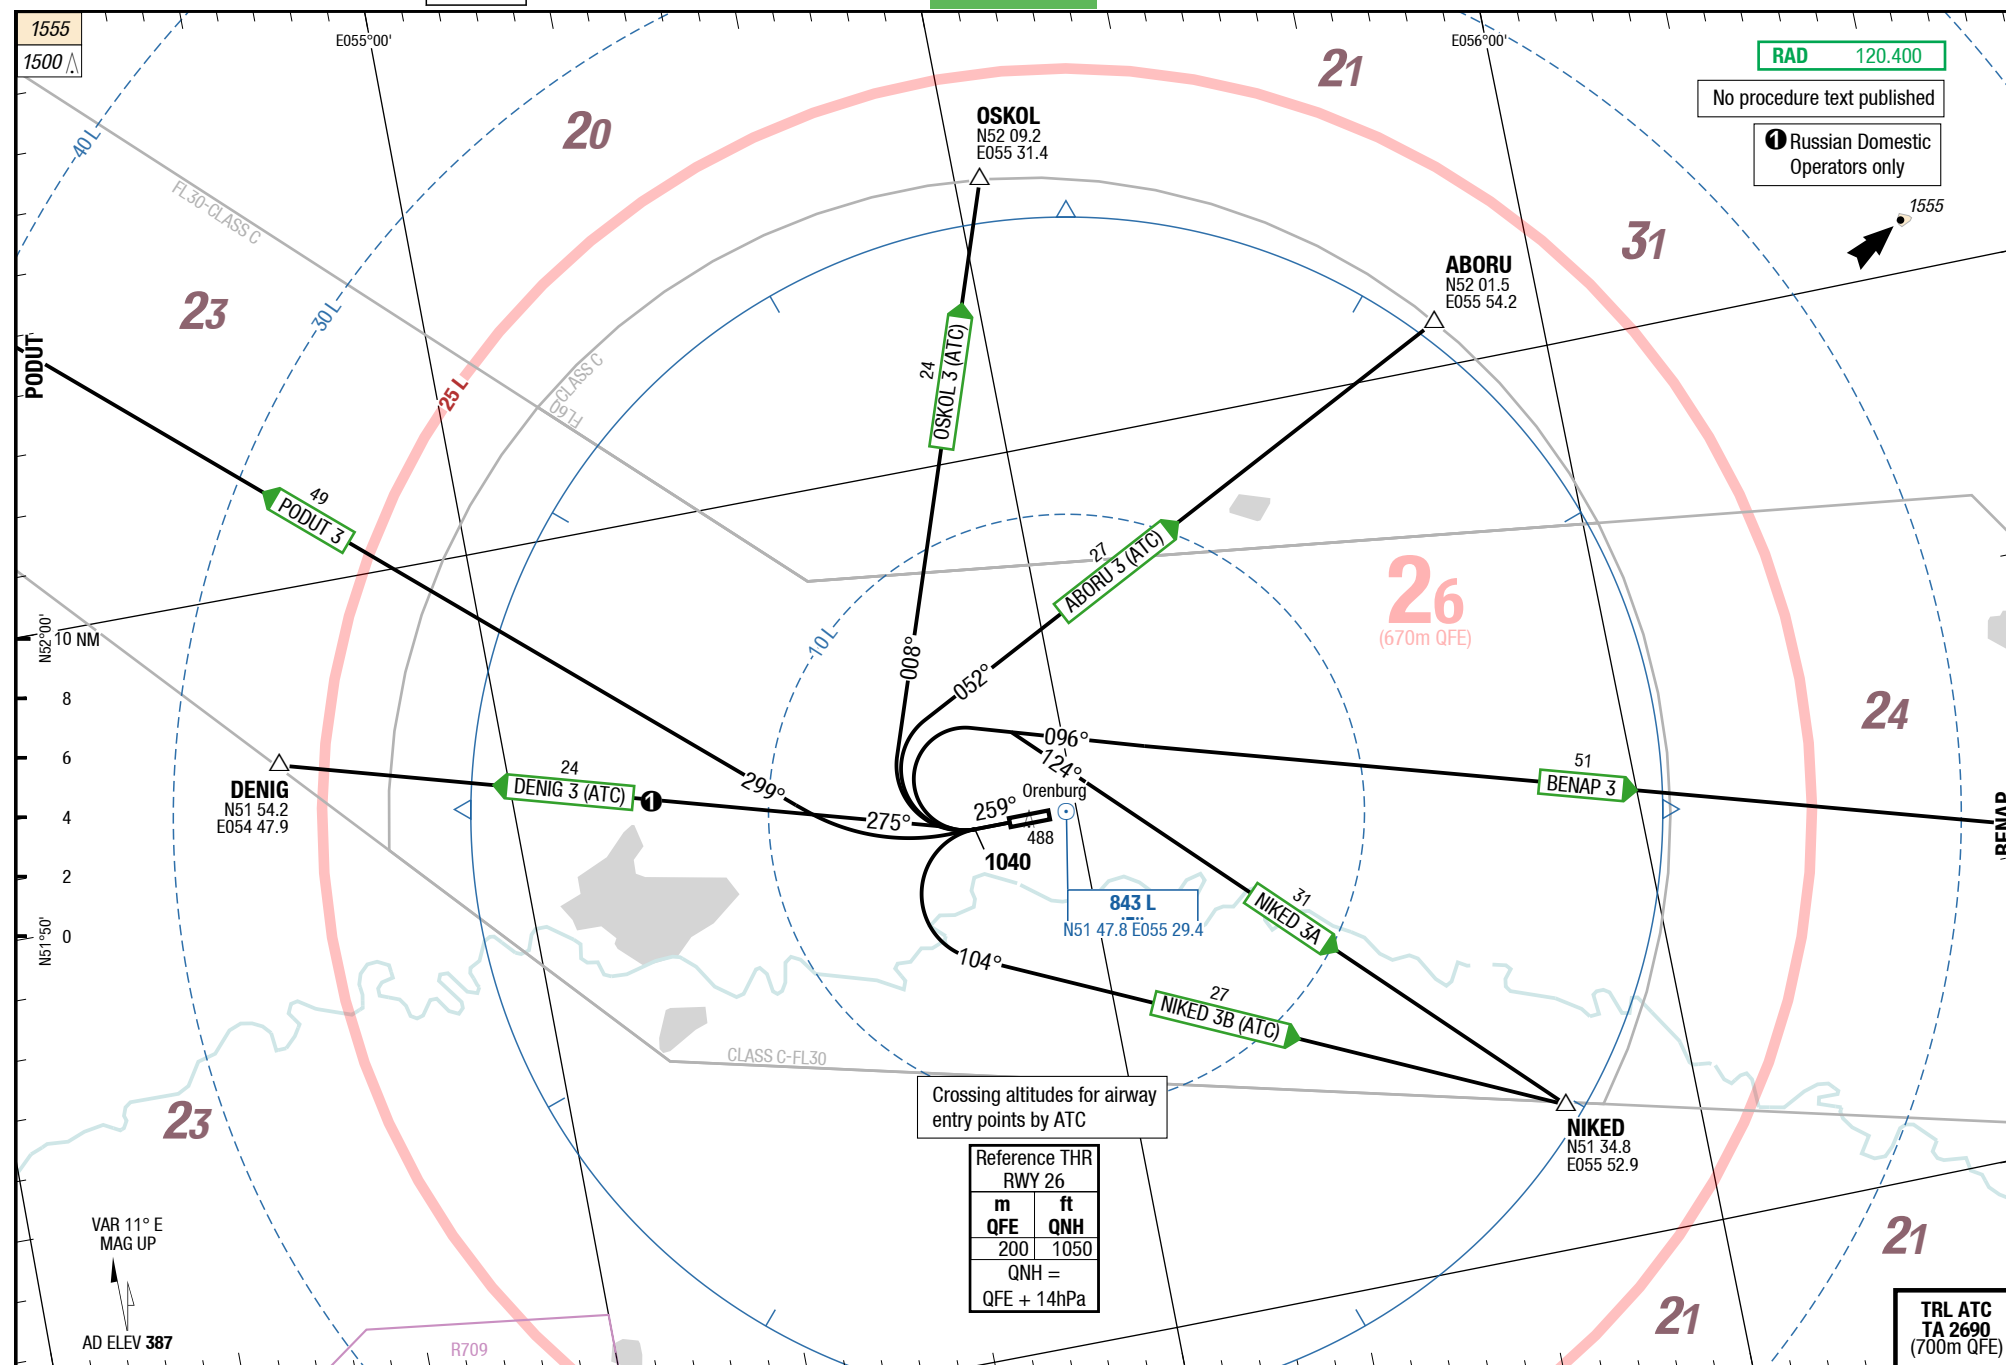 1555
1500
E055°00'
E056°00'
RAD 120.400
No procedure text published
1 Russian Domestic
Operators only
1555
21
20
40 L
OSKOL
N52 09.2
E055 31.4
FL30-CLASS C
31
ABORU
N52 01.5
E055 54.2
23
30 L
PODUT
CLASS C
FL60
25 L
24
OSKOL 3 (ATC)
49
PODUT 3
27
ABORU 3 (ATC)
26
(670m QFE)
N52°00'
10 NM
10 L
008°
052°
8
24
6
096°
124°
51
BENAP 3
BENAP
DENIG
N51 54.2
E054 47.9
24
DENIG 3 (ATC)
1
299°
275°
259°
Orenburg
488
1040
4
2
N51°50'
0
843 L
N51 47.8 E055 29.4
31
NIKED 3A
104°
27
NIKED 3B (ATC)
CLASS C-FL30
Crossing altitudes for airway
entry points by ATC
23
NIKED
N51 34.8
E055 52.9
Reference THR
RWY 26
m ft
QFE QNH
200 1050
QNH =
QFE + 14hPa
VAR 11° E
MAG UP
AD ELEV 387
R709
21
21
TRL ATC
TA 2690
(700m QFE)